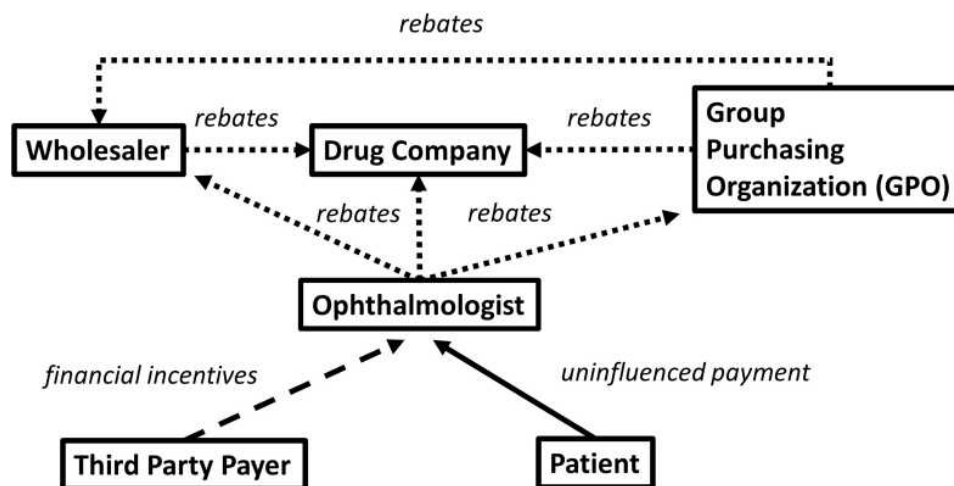 rebates
Group
Purchasing
Organization (GPO)
rebates
rebates
Wholesaler
Drug Company
rebates
rebates
Ophthalmologist
financial incentives
uninfluenced payment
Third Party Payer
Patient